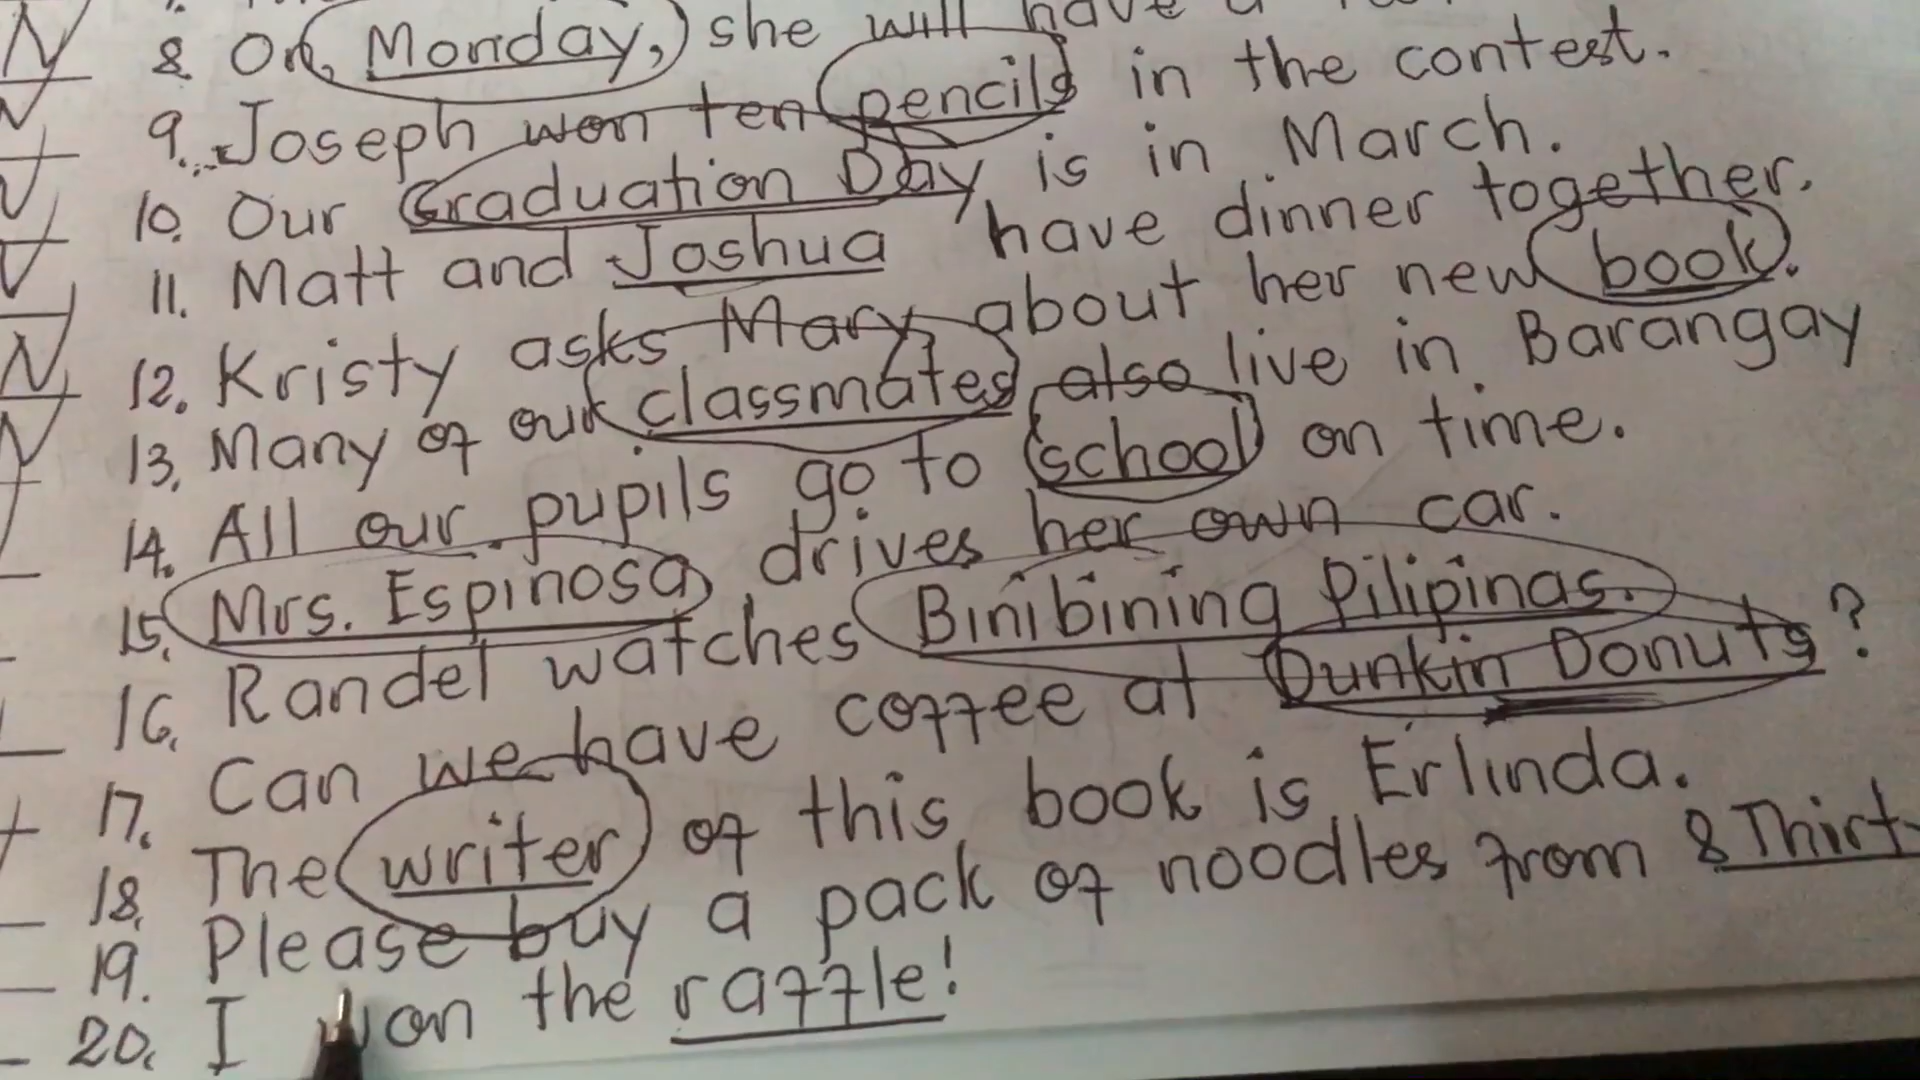 N 8. On Monday, she will have a
N 9. Joseph won ten pencils in the contest.
10. Our Graduation Day is in March.
11. Matt and Joshua have dinner together.
N 12. Kristy asks Mary about her new book.
N 13. Many of our classmates also live in Barangay
14. All our pupils go to school on time.
15. Mrs. Espinosa drives her own car.
16. Randel watches Binibining Pilipinas.
17. Can we have coffee at Dunkin Donuts?
18. The writer of this book is Erlinda.
19. Please buy a pack of noodles from 8 Thirt
20. I won the raffle!